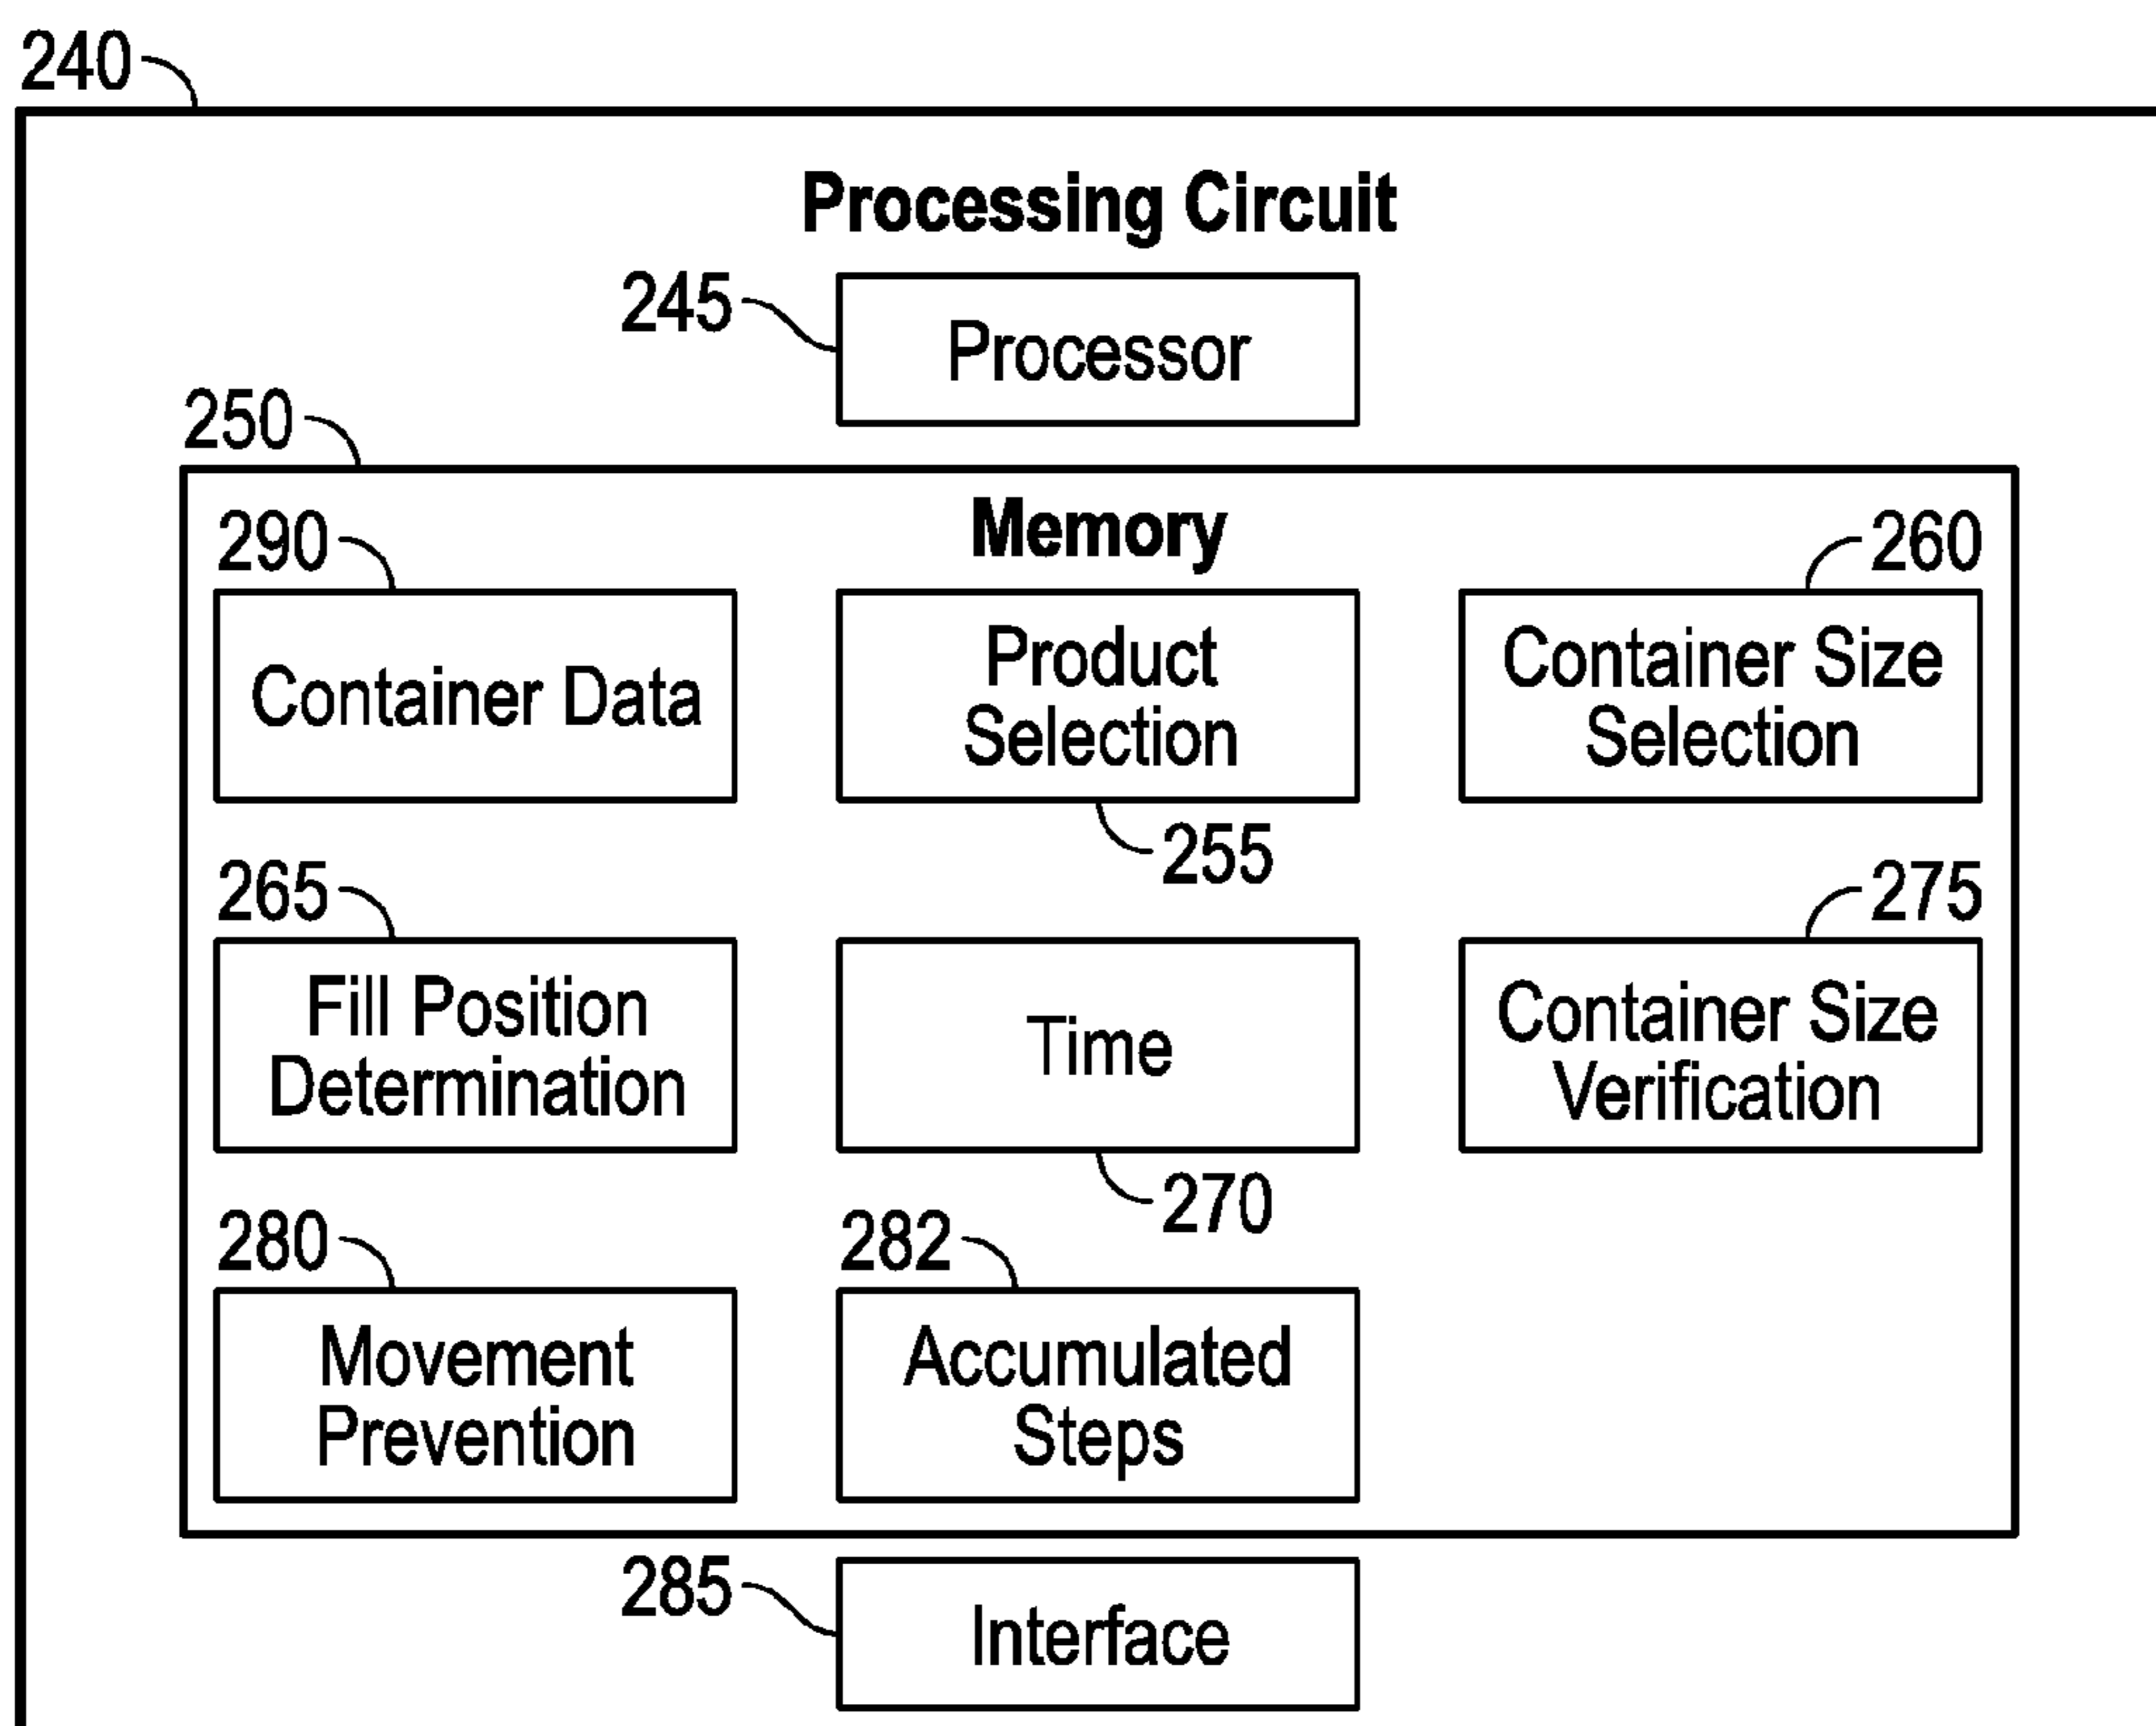 240
Processing Circuit
245
Processor
250
Memory
290
Container Data
Product
Selection
255
260
Container Size
Selection
265
Fill Position
Determination
Time
270
275
Container Size
Verification
280
Movement
Prevention
282
Accumulated
Steps
285
Interface